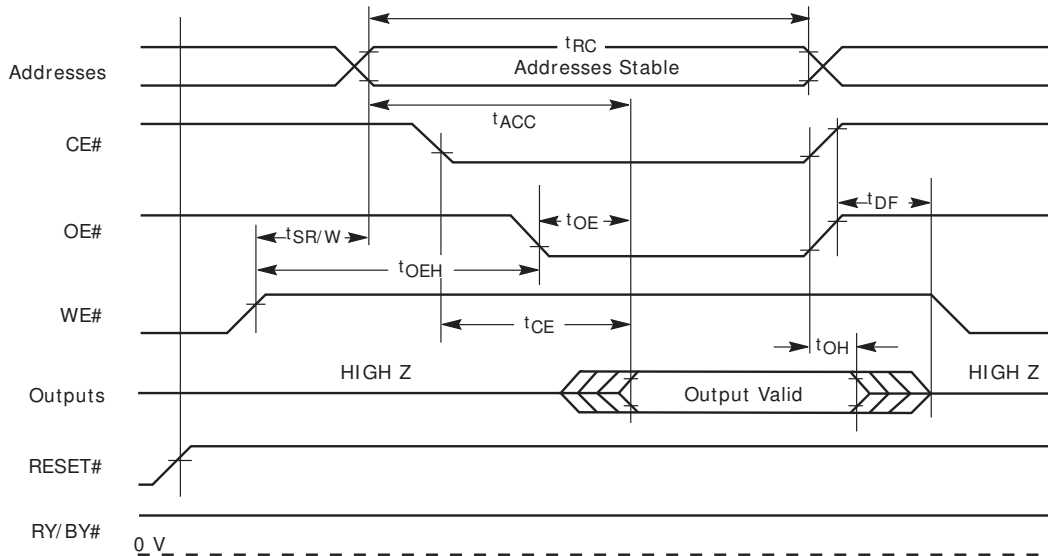 tRC
Addresses
Addresses Stable
tACC
CE#
tDF
OE#
tOE
tSR/W
tOEH
WE#
tCE
tOH
HIGH Z
HIGH Z
Outputs
Output Valid
RESET#
RY/BY#
0 V